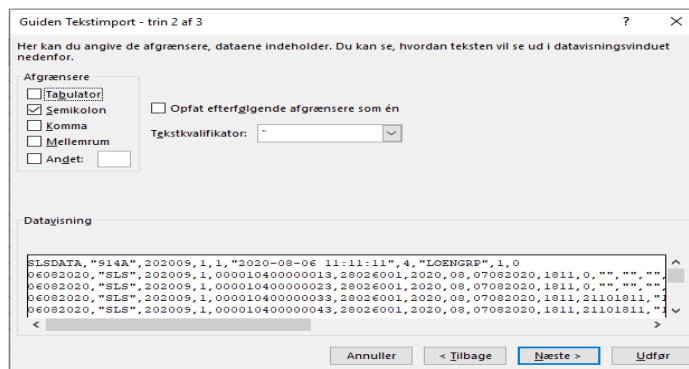 Guiden Tekstimport - trin 2 af 3
Her kan du angive de afgrænsere, dataene indeholder. Du kan se, hvordan teksten vil se ud i datavisningsvinduet
nedenfor.
Afgrænsere
Tabulator
Semikolon
Komma
Mellemrum
Andet:
Opfat efterfølgende afgrænsere som én
Tekstkvalifikator: "
Datavisning
SLSDATA,"914A",202009,1,1,"2020-08-06 11:11:11",4,"LOENGRP",1,0
06082020,"SLS",202009,1,000010400000013,28026001,2020,08,07082020,1811,0,"","","",
06082020,"SLS",202009,1,000010400000023,28026001,2020,08,07082020,1811,0,"","","",
06082020,"SLS",202009,1,000010400000033,28026001,2020,08,07082020,1811,21101811,"1
06082020,"SLS",202009,1,000010400000043,28026001,2020,08,07082020,1811,21101811,"1
Annuller
< Tilbage
Næste >
Udfør